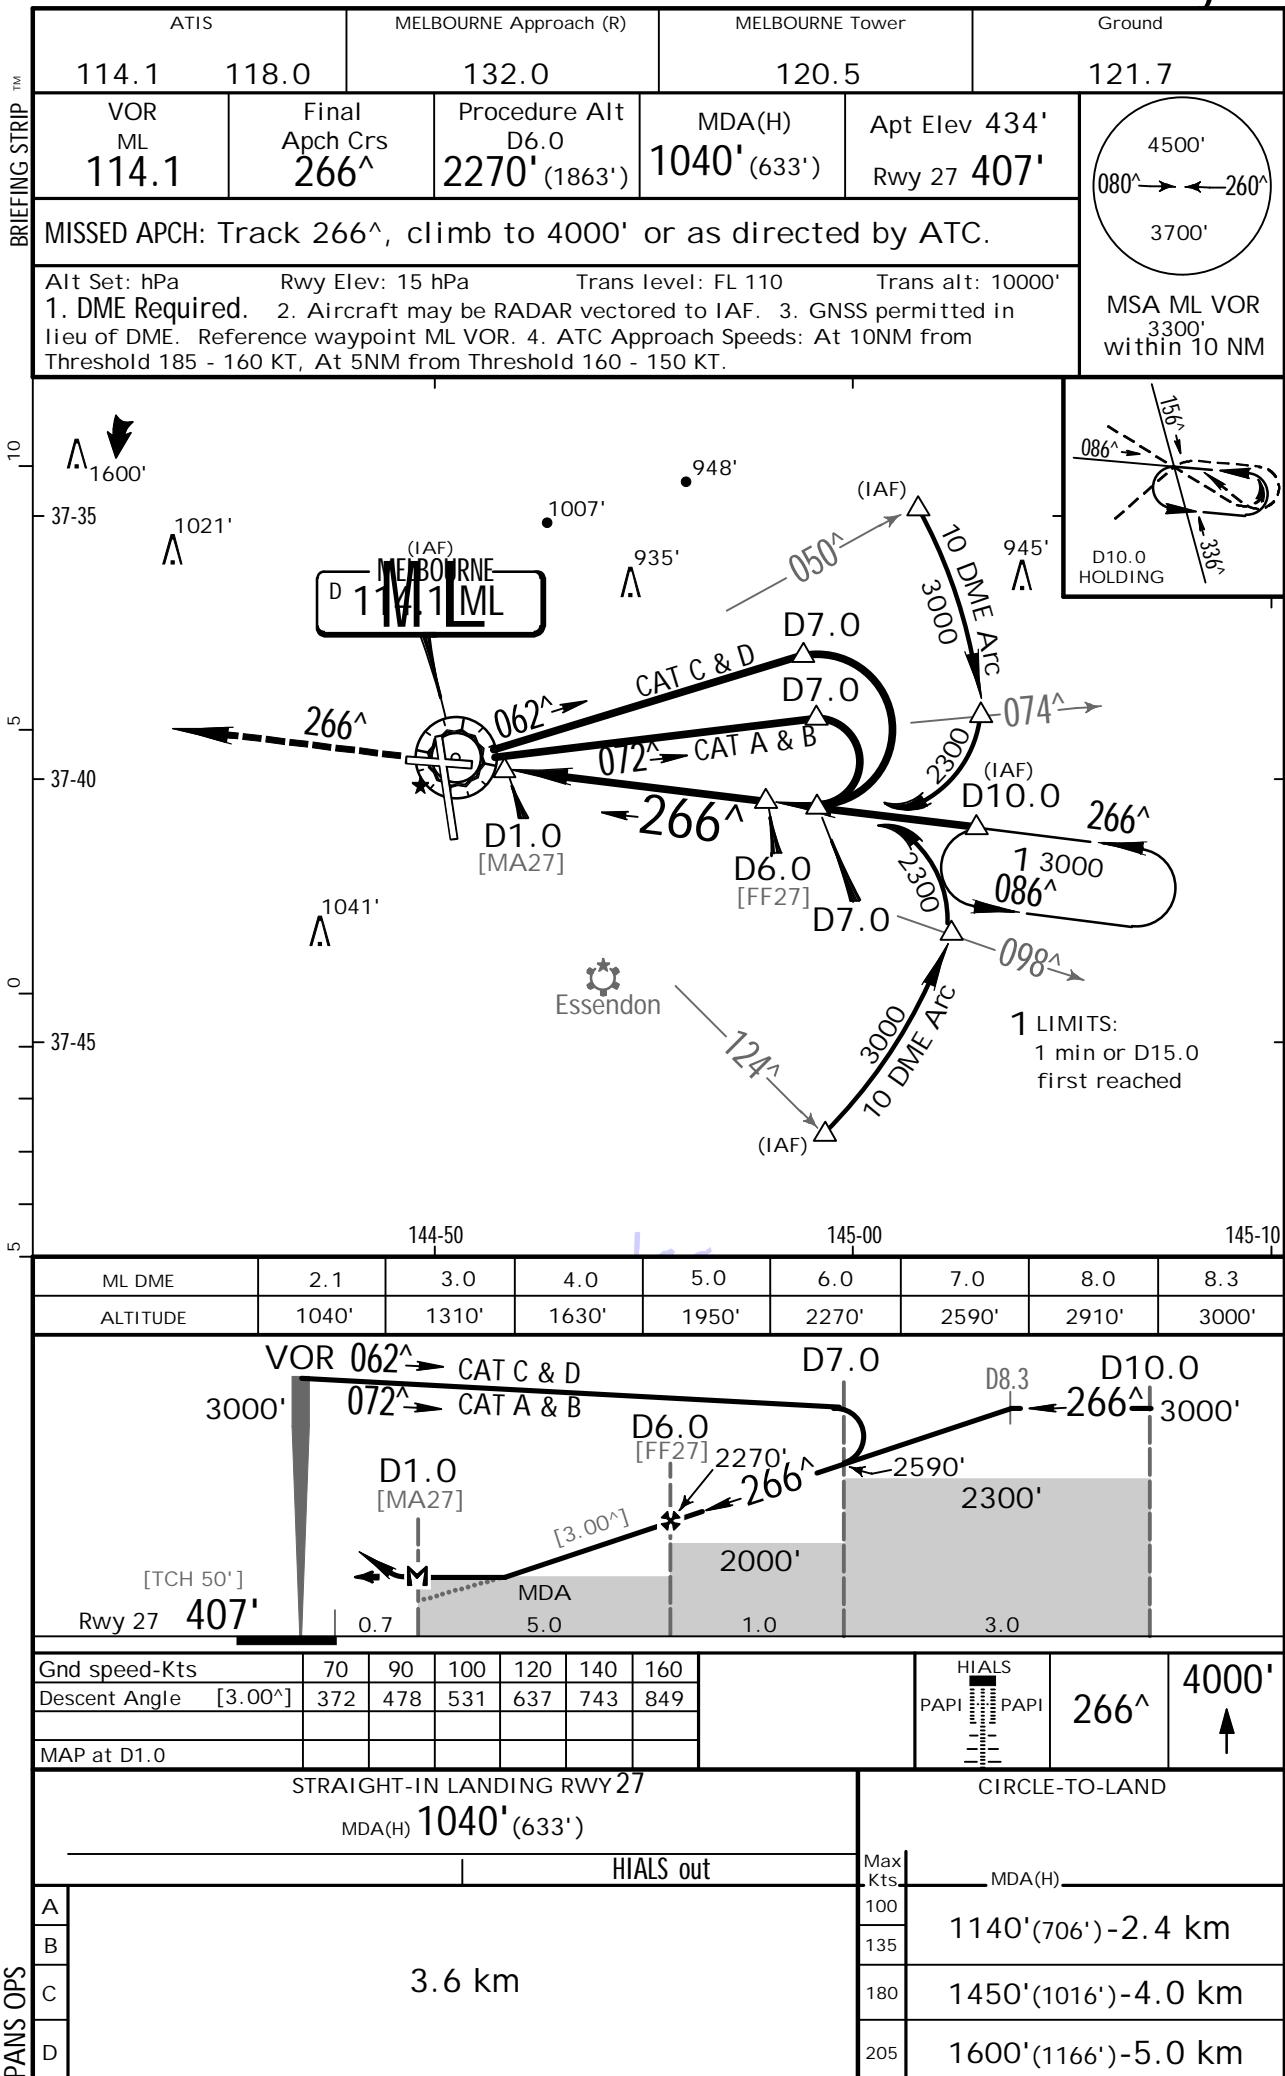 ATIS MELBOURNE Approach (R) MELBOURNE Tower Ground
114.1 118.0 132.0 120.5 121.7
BRIEFING STRIP TM
VOR Final Procedure Alt MDA(H) Apt Elev 434'
ML Apch Crs D6.0
114.1 266^ 2270' (1863') 1040' (633') Rwy 27 407'
4500'
080^ 260^
3700'
MSA ML VOR
3300'
within 10 NM
MISSED APCH: Track 266^, climb to 4000' or as directed by ATC.
Alt Set: hPa Rwy Elev: 15 hPa Trans level: FL 110 Trans alt: 10000'
1. DME Required. 2. Aircraft may be RADAR vectored to IAF. 3. GNSS permitted in
lieu of DME. Reference waypoint ML VOR. 4. ATC Approach Speeds: At 10NM from
Threshold 185 - 160 KT, At 5NM from Threshold 160 - 150 KT.
156^
086^
336^
D10.0
HOLDING
10
1600'
948'
(IAF)
37-35
1007'
1021'
10 DME Arc
3000
945'
(IAF)
935'
050^
MELBOURNE
D 114.1 ML
ML
D7.0
CAT C & D
D7.0
062^
074^
5
266^
072^ CAT A & B
2300
37-40
(IAF)
D10.0
266^
266^
D1.0
[MA27]
1 3000
D6.0
[FF27]
2300
086^
D7.0
1041'
098^
0
Essendon
3000
10 DME Arc
1 LIMITS:
1 min or D15.0
first reached
37-45
124^
(IAF)
5
144-50 145-00 145-10
ML DME 2.1 3.0 4.0 5.0 6.0 7.0 8.0 8.3
ALTITUDE 1040' 1310' 1630' 1950' 2270' 2590' 2910' 3000'
VOR 062^ CAT C & D D7.0 D8.3 D10.0
3000' 072^ CAT A & B 266^ 3000'
D6.0
[FF27] 2270'
266^ 2590'
D1.0
[MA27]
2300'
[3.00^]
2000'
[TCH 50']
M
MDA
Rwy 27 407' 0.7 5.0 1.0 3.0
Gnd speed-Kts 70 90 100 120 140 160
Descent Angle [3.00^] 372 478 531 637 743 849
MAP at D1.0
HIALS
PAPI PAPI
266^
4000'
STRAIGHT-IN LANDING RWY 27 CIRCLE-TO-LAND
MDA(H) 1040' (633')
HIALS out
Max
Kts MDA(H)
A 100
1140' (706') -2.4 km
B 135
3.6 km
C 180 1450' (1016') -4.0 km
D 205 1600' (1166') -5.0 km
PANS OPS